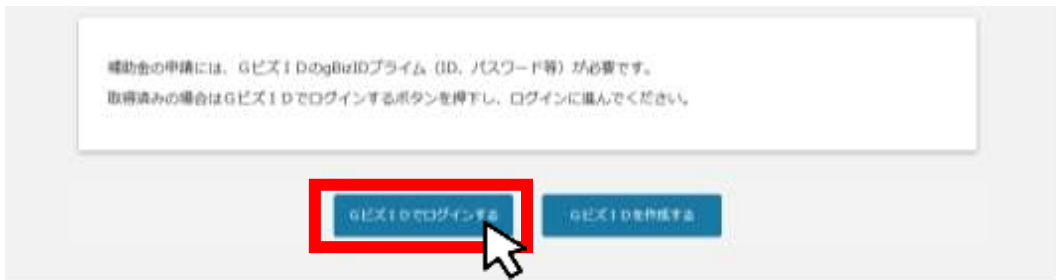 補助金の申請には、GビズIDのgBizIDプライム（ID、パスワード等）が必要です。
取得済みの場合はGビズIDでログインするボタンを押下し、ログインに進んでください。
GビズIDでログインする
GビズIDを作成する